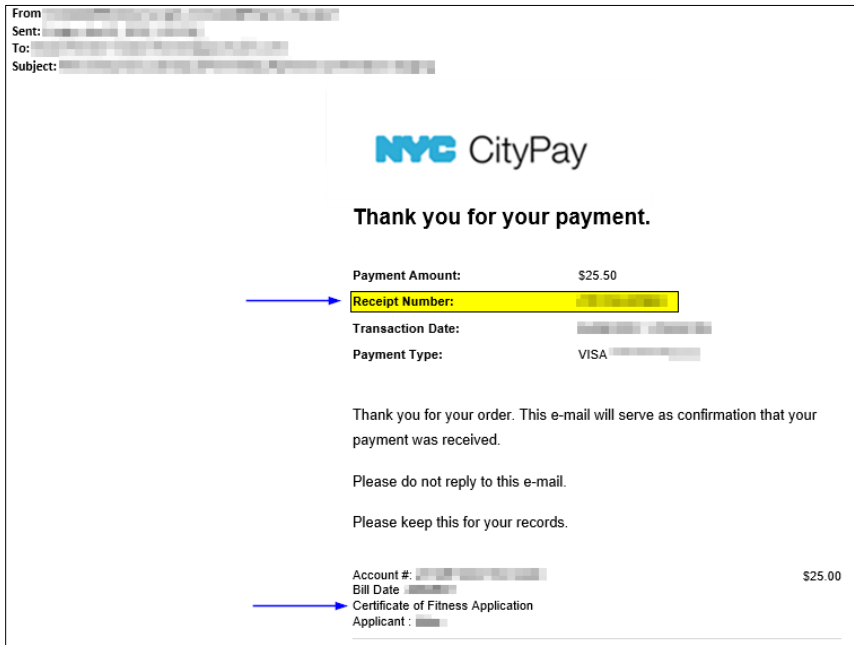 From
Sent:
To:
Subject:
NYC CityPay
Thank you for your payment.
Payment Amount: $25.50
Receipt Number:
Transaction Date:
Payment Type: VISA
Thank you for your order. This e-mail will serve as confirmation that your
payment was received.
Please do not reply to this e-mail.
Please keep this for your records.
Account #: $25.00
Bill Date
Certificate of Fitness Application
Applicant :